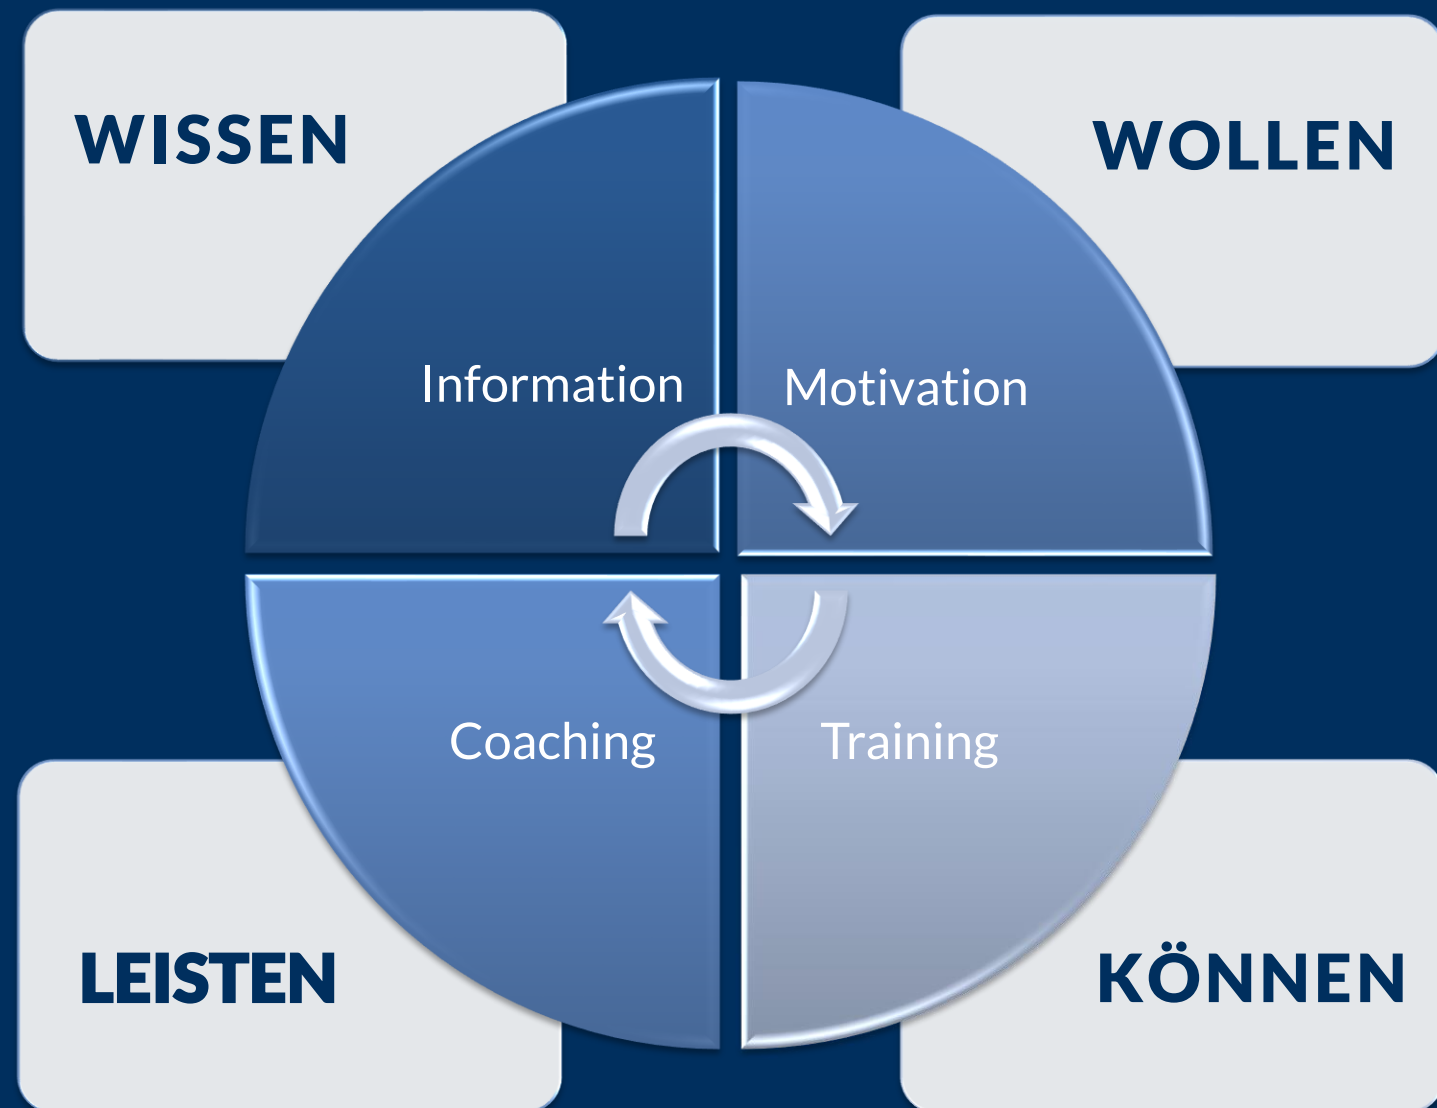 WISSEN
WOLLEN
Information
Motivation
Coaching
Training
LEISTEN
KÖNNEN